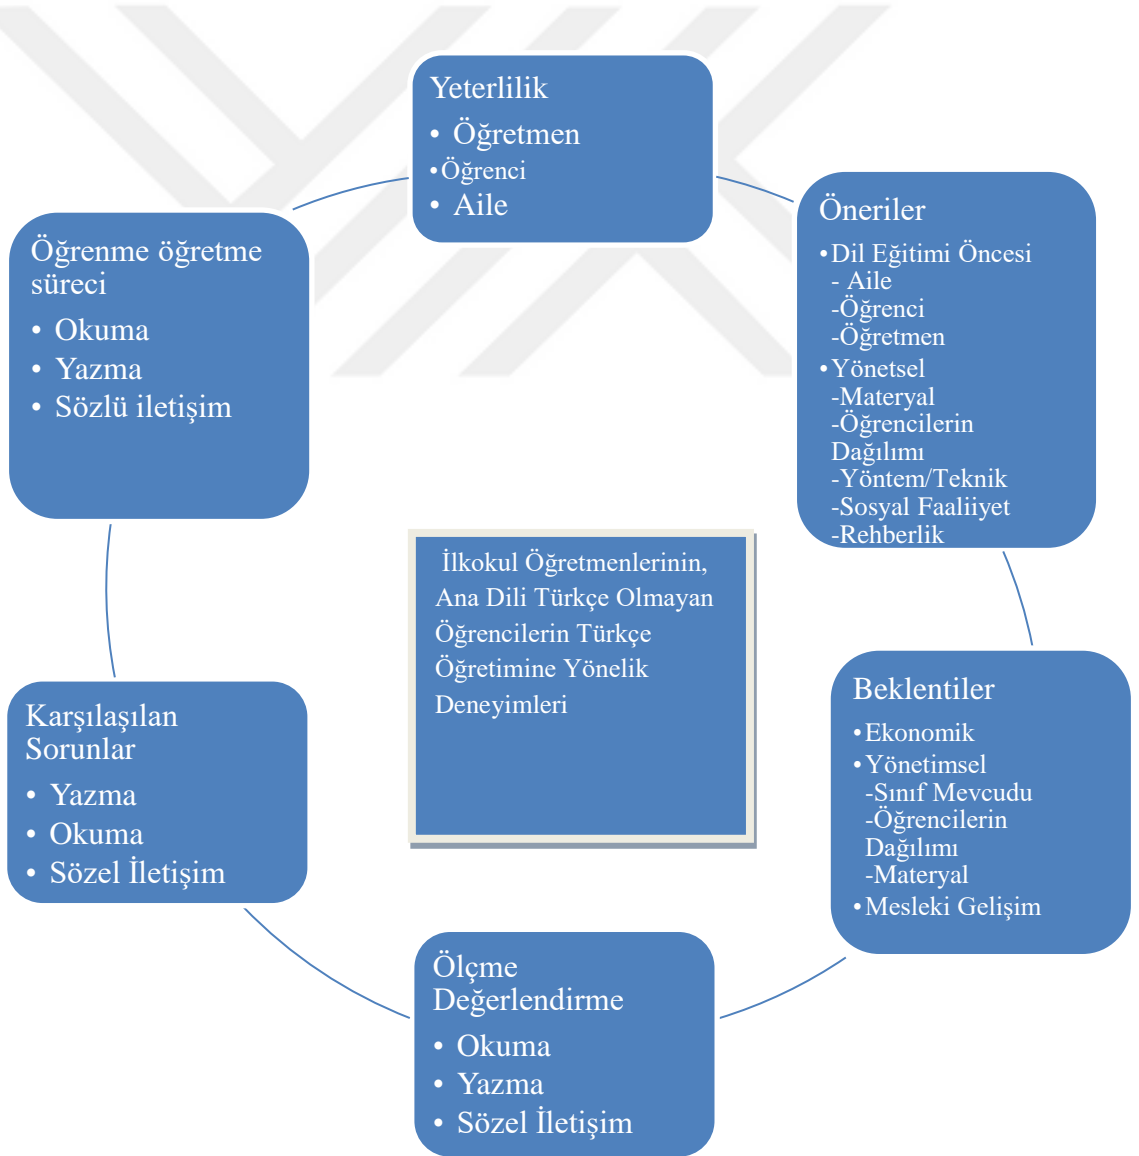 Yeterlilik
• Öğretmen
•Öğrenci
• Aile
Öneriler
•Dil Eğitimi Öncesi
- Aile
-Öğrenci
-Öğretmen
•Yönetsel
-Materyal
-Öğrencilerin
Dağılımı
-Yöntem/Teknik
-Sosyal Faaliiyet
-Rehberlik
Beklentiler
•Ekonomik
•Yönetimsel
-Sınıf Mevcudu
-Öğrencilerin
Dağılımı
-Materyal
•Mesleki Gelişim
Ölçme
Değerlendirme
• Okuma
• Yazma
• Sözel İletişim
Karşılaşılan
Sorunlar
• Yazma
• Okuma
• Sözel İletişim
Öğrenme öğretme
süreci
• Okuma
• Yazma
• Sözlü iletişim
İlkokul Öğretmenlerinin,
Ana Dili Türkçe Olmayan
Öğrencilerin Türkçe
Öğretimine Yönelik
Deneyimleri